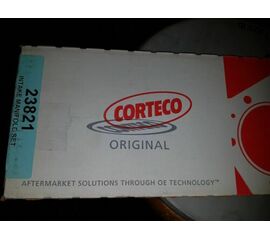 23821
INTAKE MANIFOLD SET
CORTECO
ORIGINAL
AFTERMARKET SOLUTIONS THROUGH OE TECHNOLOGY™